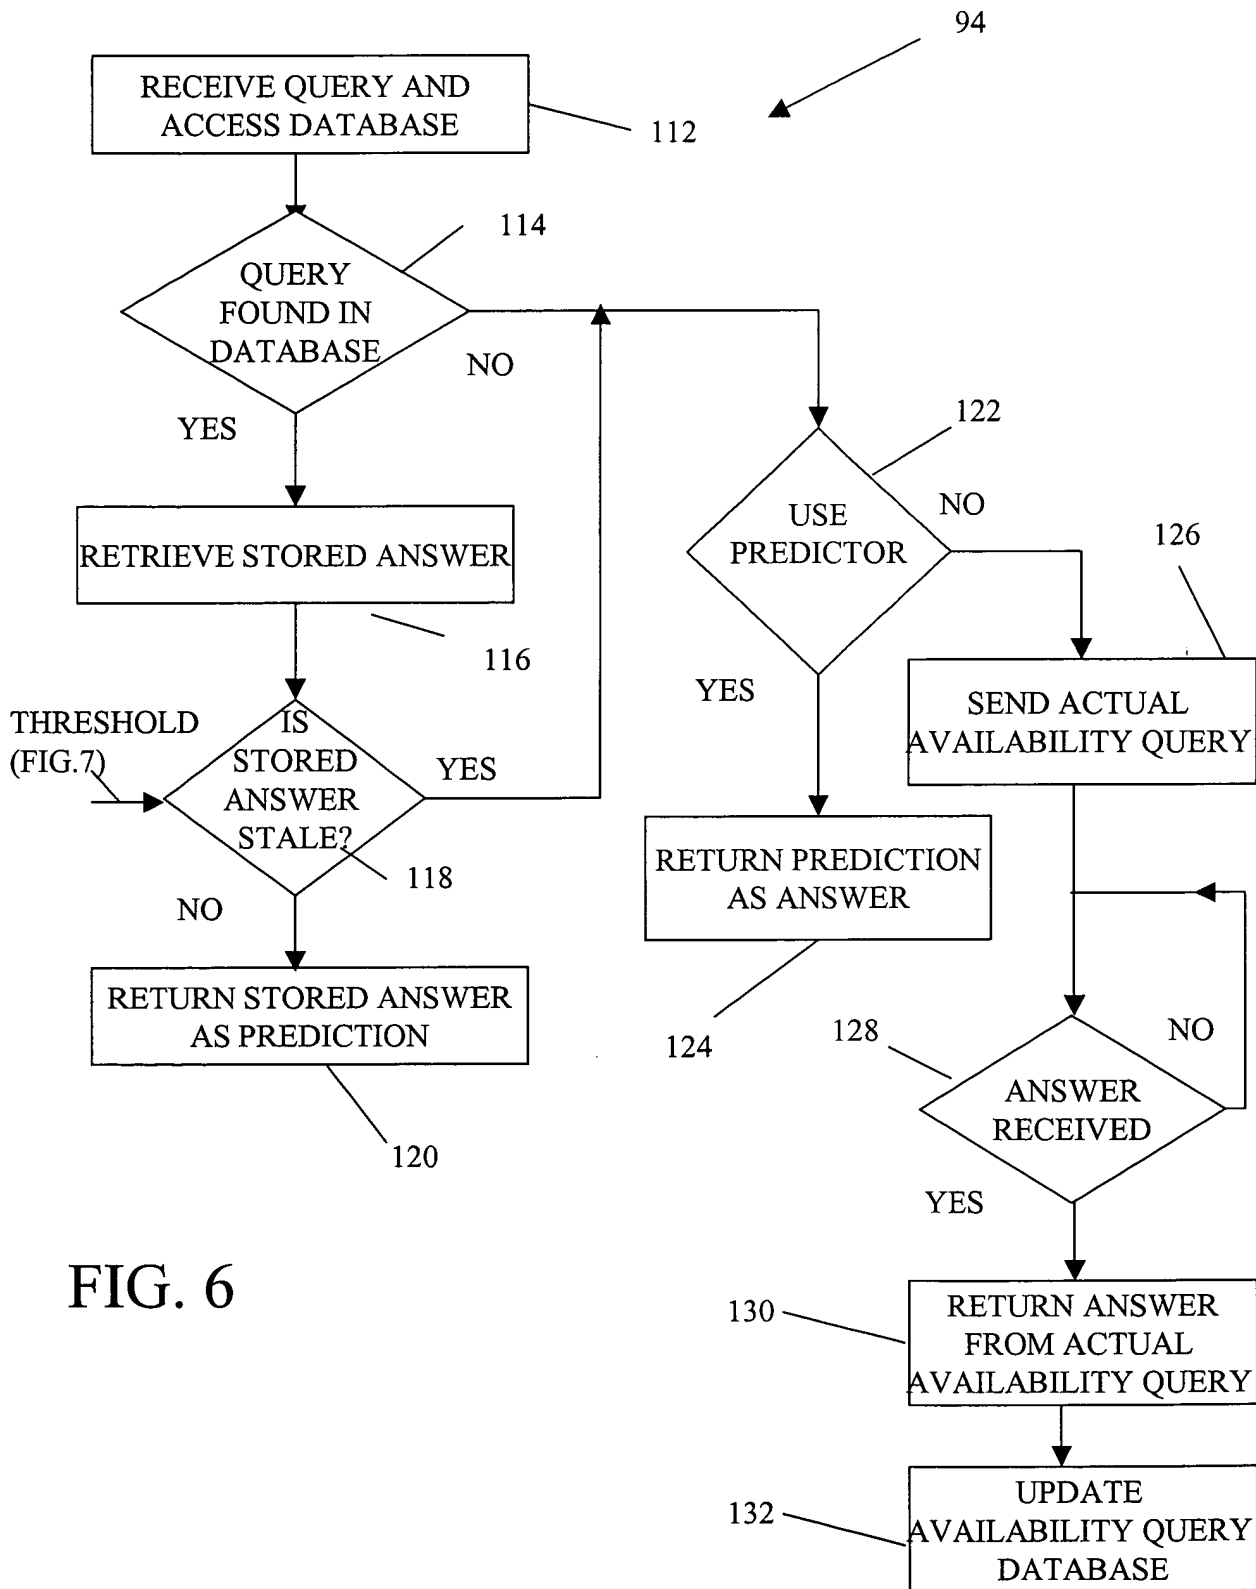 94
RECEIVE QUERY AND
ACCESS DATABASE
112
114
QUERY
FOUND IN
DATABASE
NO
YES
122
USE
PREDICTOR
NO
126
RETRIEVE STORED ANSWER
116
YES
SEND ACTUAL
AVAILABILITY QUERY
THRESHOLD
(FIG.7)
IS
STORED
ANSWER
STALE?
YES
118
NO
RETURN PREDICTION
AS ANSWER
124
RETURN STORED ANSWER
AS PREDICTION
120
128
NO
ANSWER
RECEIVED
YES
FIG. 6
130
RETURN ANSWER
FROM ACTUAL
AVAILABILITY QUERY
132
UPDATE
AVAILABILITY QUERY
DATABASE